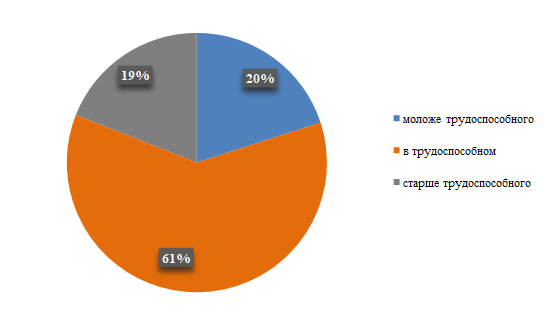 19%
20%
моложе трудоспособного
в трудоспособном
старше трудоспособного
61%